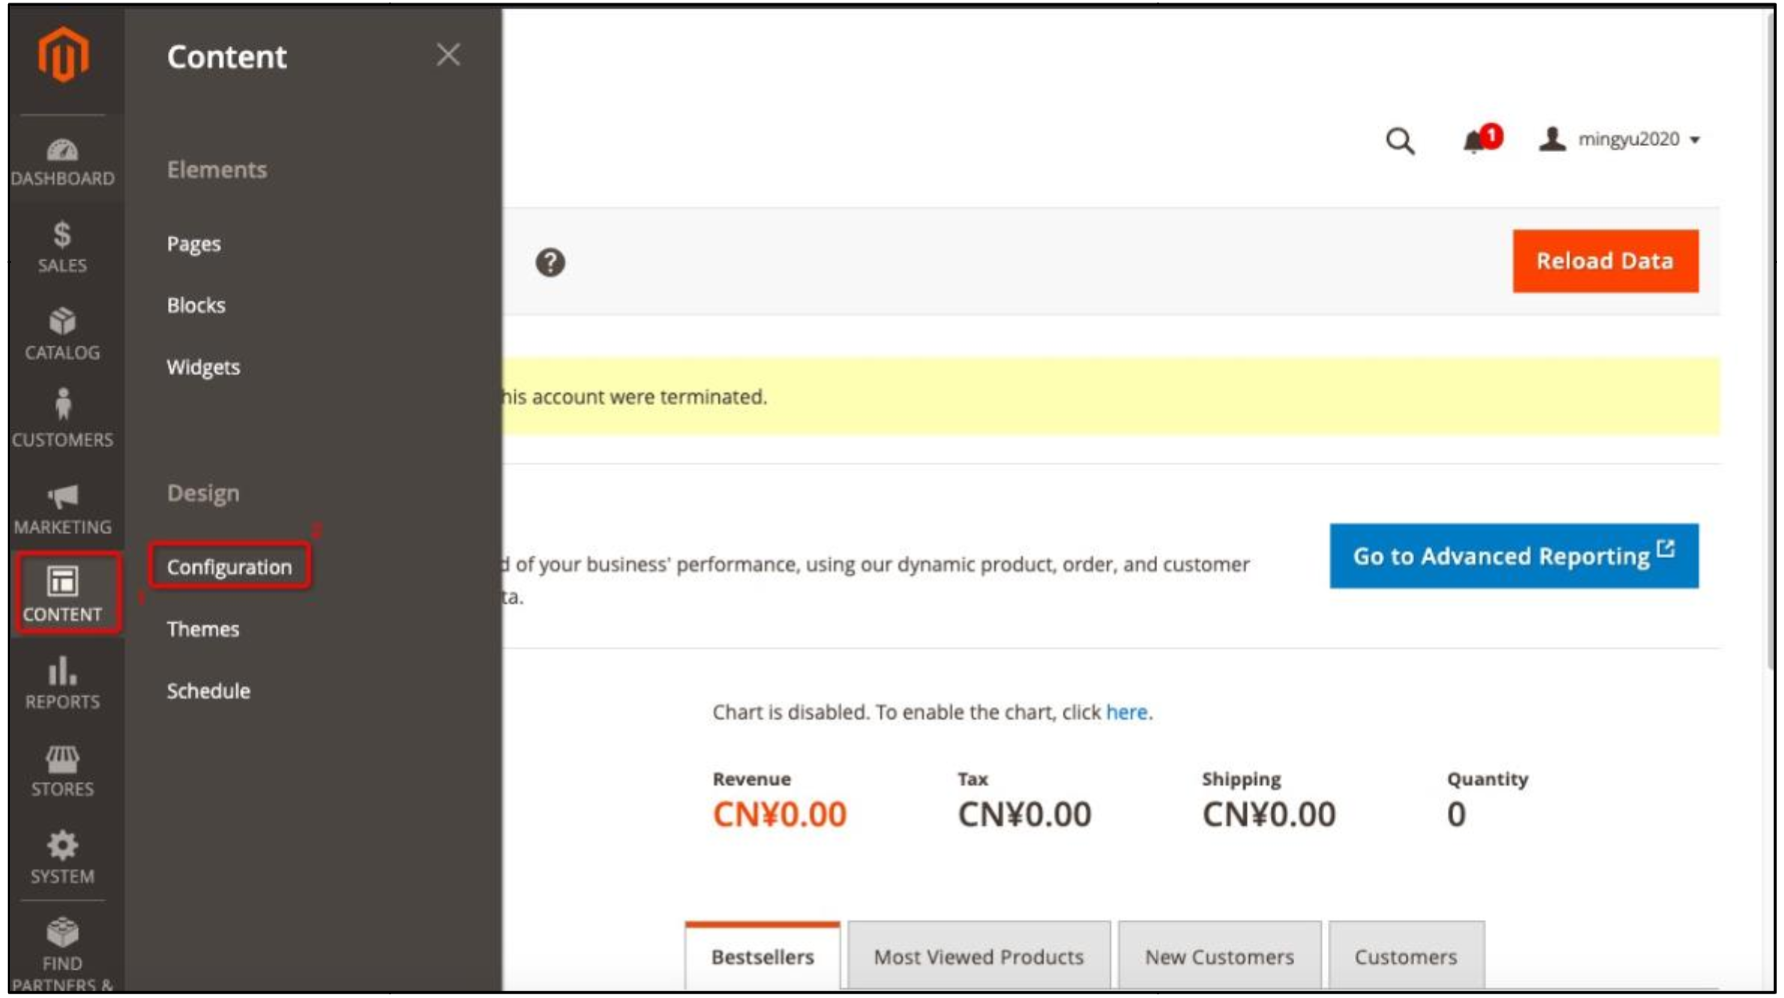 Content
DASHBOARD
SALES
CATALOG
CUSTOMERS
MARKETING
CONTENT
REPORTS
STORES
SYSTEM
FIND
PARTNERS &
Elements
Pages
Blocks
Widgets
Design
2
Configuration
1
Themes
Schedule
1
mingyu2020
?
Reload Data
his account were terminated.
d of your business' performance, using our dynamic product, order, and customer
ta.
Go to Advanced Reporting
Chart is disabled. To enable the chart, click here.
Revenue
CN¥0.00
Tax
CN¥0.00
Shipping
CN¥0.00
Quantity
0
Bestsellers
Most Viewed Products
New Customers
Customers